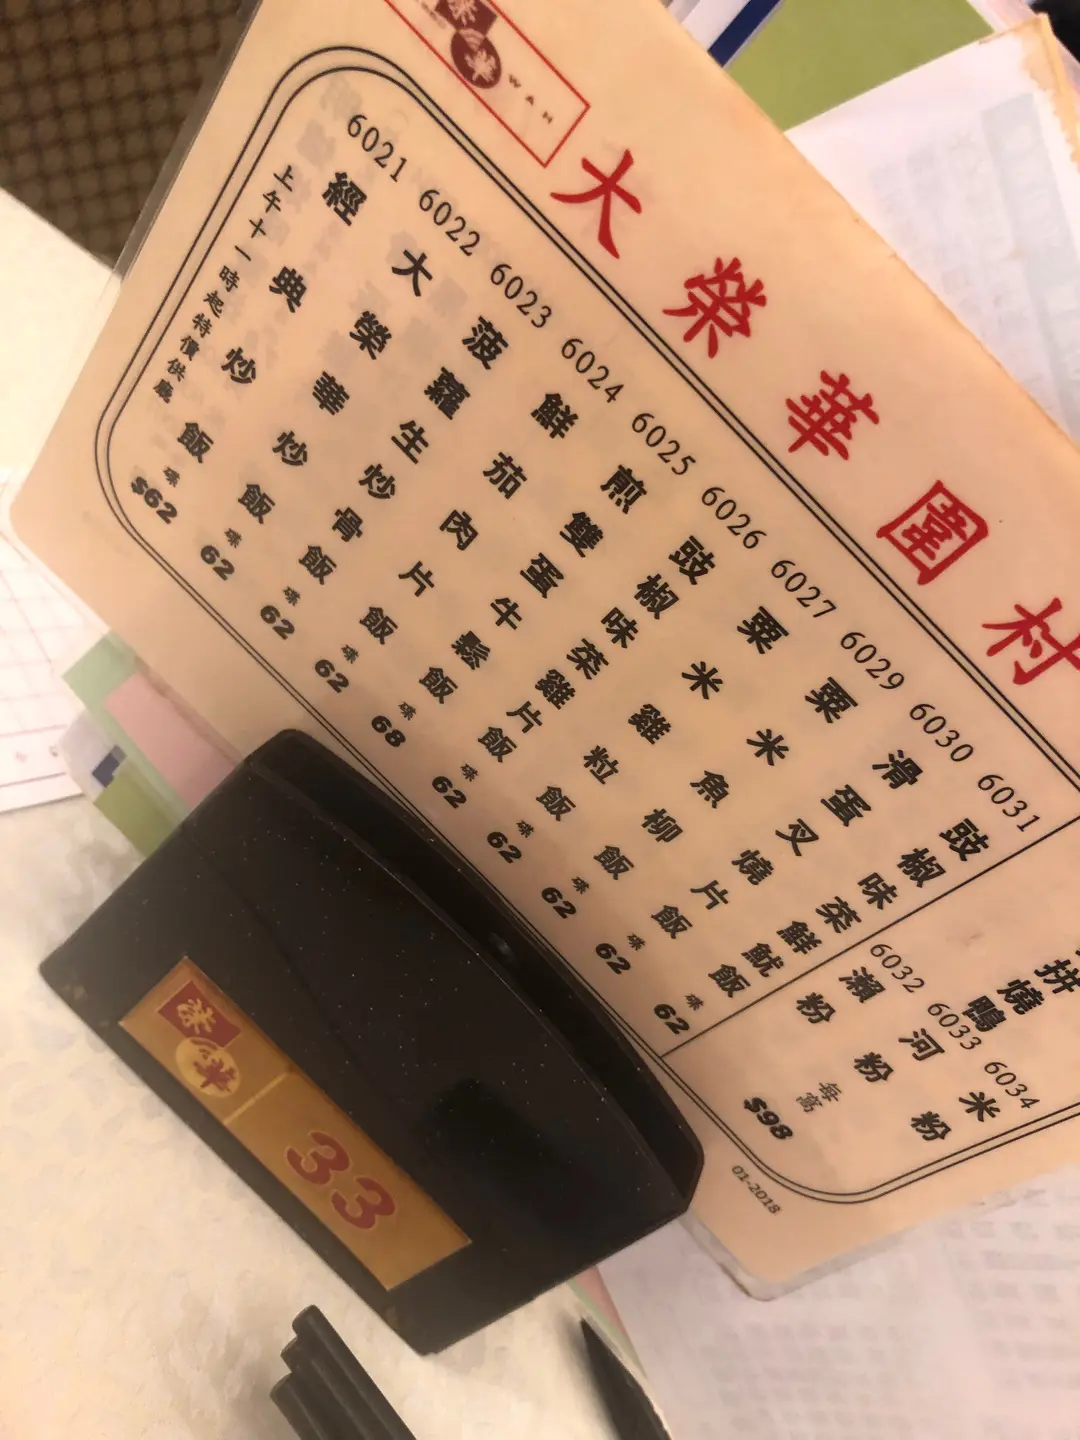 榮華
WAH
大榮華圍村
6021
經典炒飯
碟
$62
上午十一時起特價供應
6022
大榮華炒飯
碟
62
6023
菠蘿生炒骨飯
碟
62
6024
鮮茄肉片飯
碟
62
6025
煎雙蛋牛鬆飯
碟
68
6026
豉椒味菜雞片飯
碟
62
6027
粟米雞粒飯
碟
62
6029
粟米魚柳飯
碟
62
6030
滑蛋叉燒片飯
碟
62
6031
豉椒味菜鮮魷飯
碟
62
拼燒鴨
6032
瀨粉
6033
河粉
6034
米粉
每窩
$98
01-2018
榮華
33